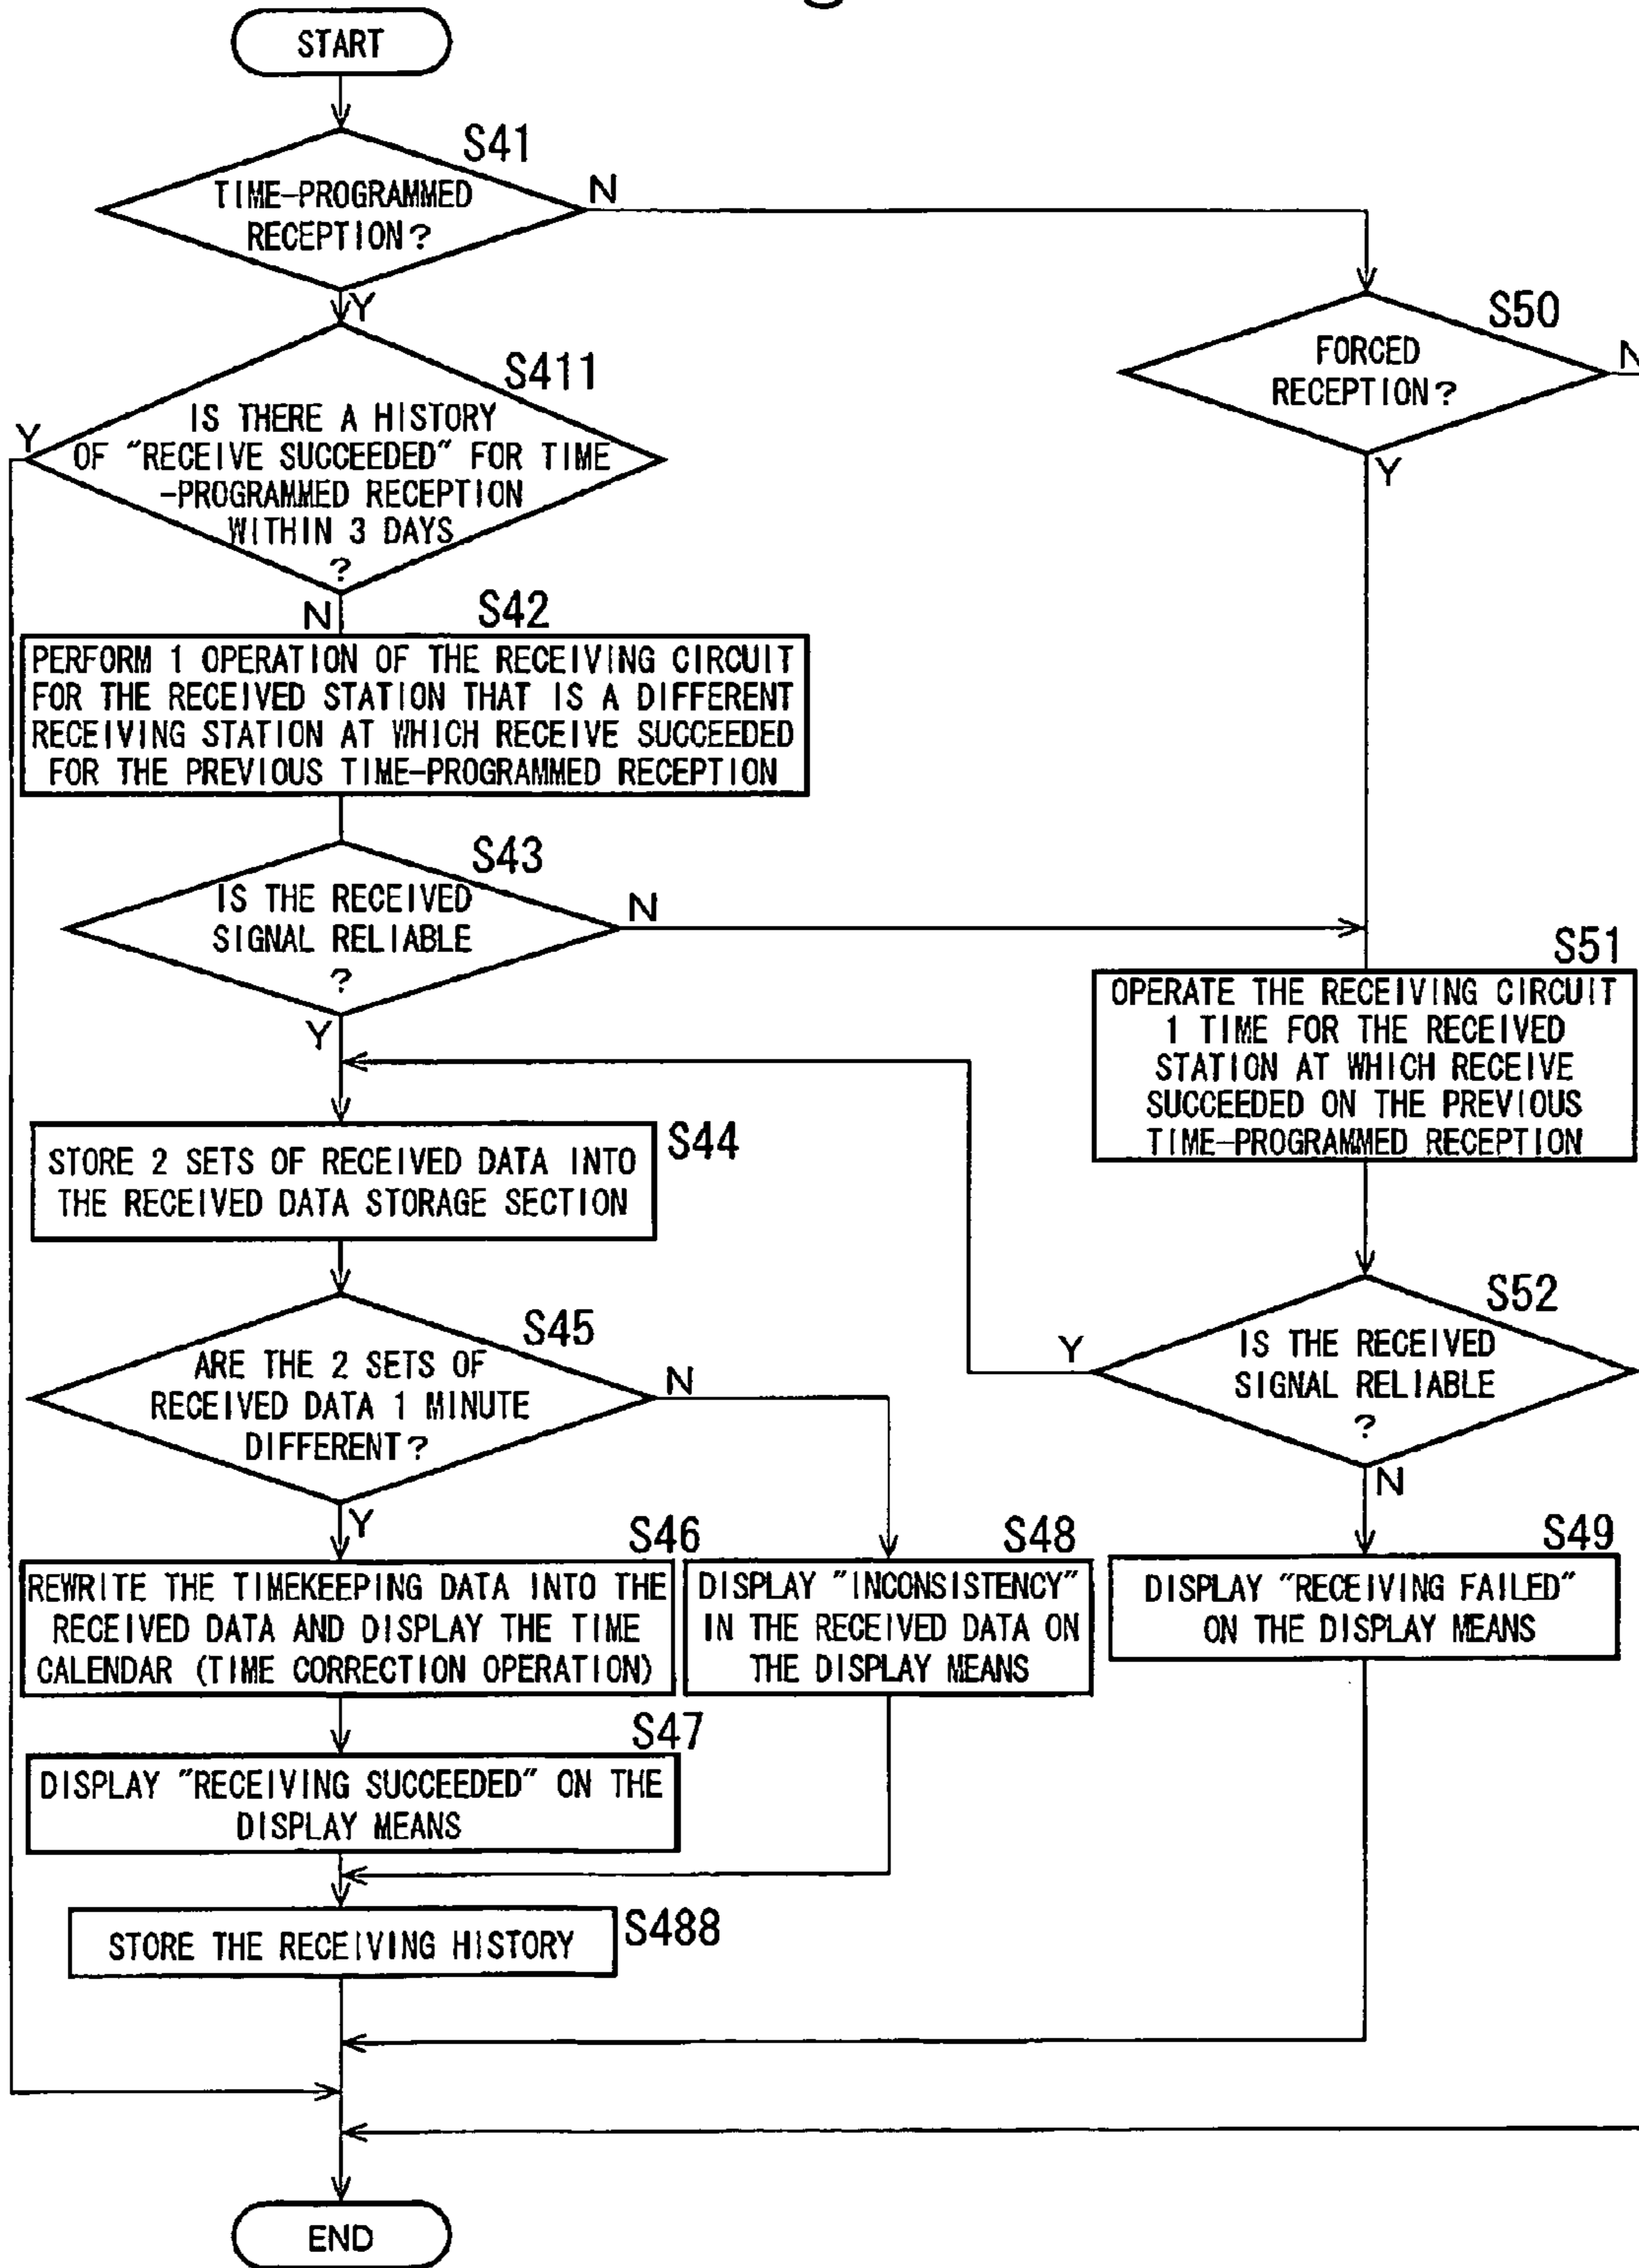 START
S41
TIME-PROGRAMMED
RECEPTION?
N
Y
S50
FORCED
RECEPTION?
N
Y
S411
IS THERE A HISTORY
OF "RECEIVE SUCCEEDED" FOR TIME
-PROGRAMMED RECEPTION
WITHIN 3 DAYS
?
Y
N
S42
PERFORM 1 OPERATION OF THE RECEIVING CIRCUIT
FOR THE RECEIVED STATION THAT IS A DIFFERENT
RECEIVING STATION AT WHICH RECEIVE SUCCEEDED
FOR THE PREVIOUS TIME-PROGRAMMED RECEPTION
S43
IS THE RECEIVED
SIGNAL RELIABLE
?
N
Y
S51
OPERATE THE RECEIVING CIRCUIT
1 TIME FOR THE RECEIVED
STATION AT WHICH RECEIVE
SUCCEEDED ON THE PREVIOUS
TIME-PROGRAMMED RECEPTION
S44
STORE 2 SETS OF RECEIVED DATA INTO
THE RECEIVED DATA STORAGE SECTION
S52
IS THE RECEIVED
SIGNAL RELIABLE
?
Y
N
S45
ARE THE 2 SETS OF
RECEIVED DATA 1 MINUTE
DIFFERENT?
N
Y
S46
REWRITE THE TIMEKEEPING DATA INTO THE
RECEIVED DATA AND DISPLAY THE TIME
CALENDAR (TIME CORRECTION OPERATION)
S48
DISPLAY "INCONSISTENCY"
IN THE RECEIVED DATA ON
THE DISPLAY MEANS
S49
DISPLAY "RECEIVING FAILED"
ON THE DISPLAY MEANS
S47
DISPLAY "RECEIVING SUCCEEDED" ON THE
DISPLAY MEANS
S488
STORE THE RECEIVING HISTORY
END